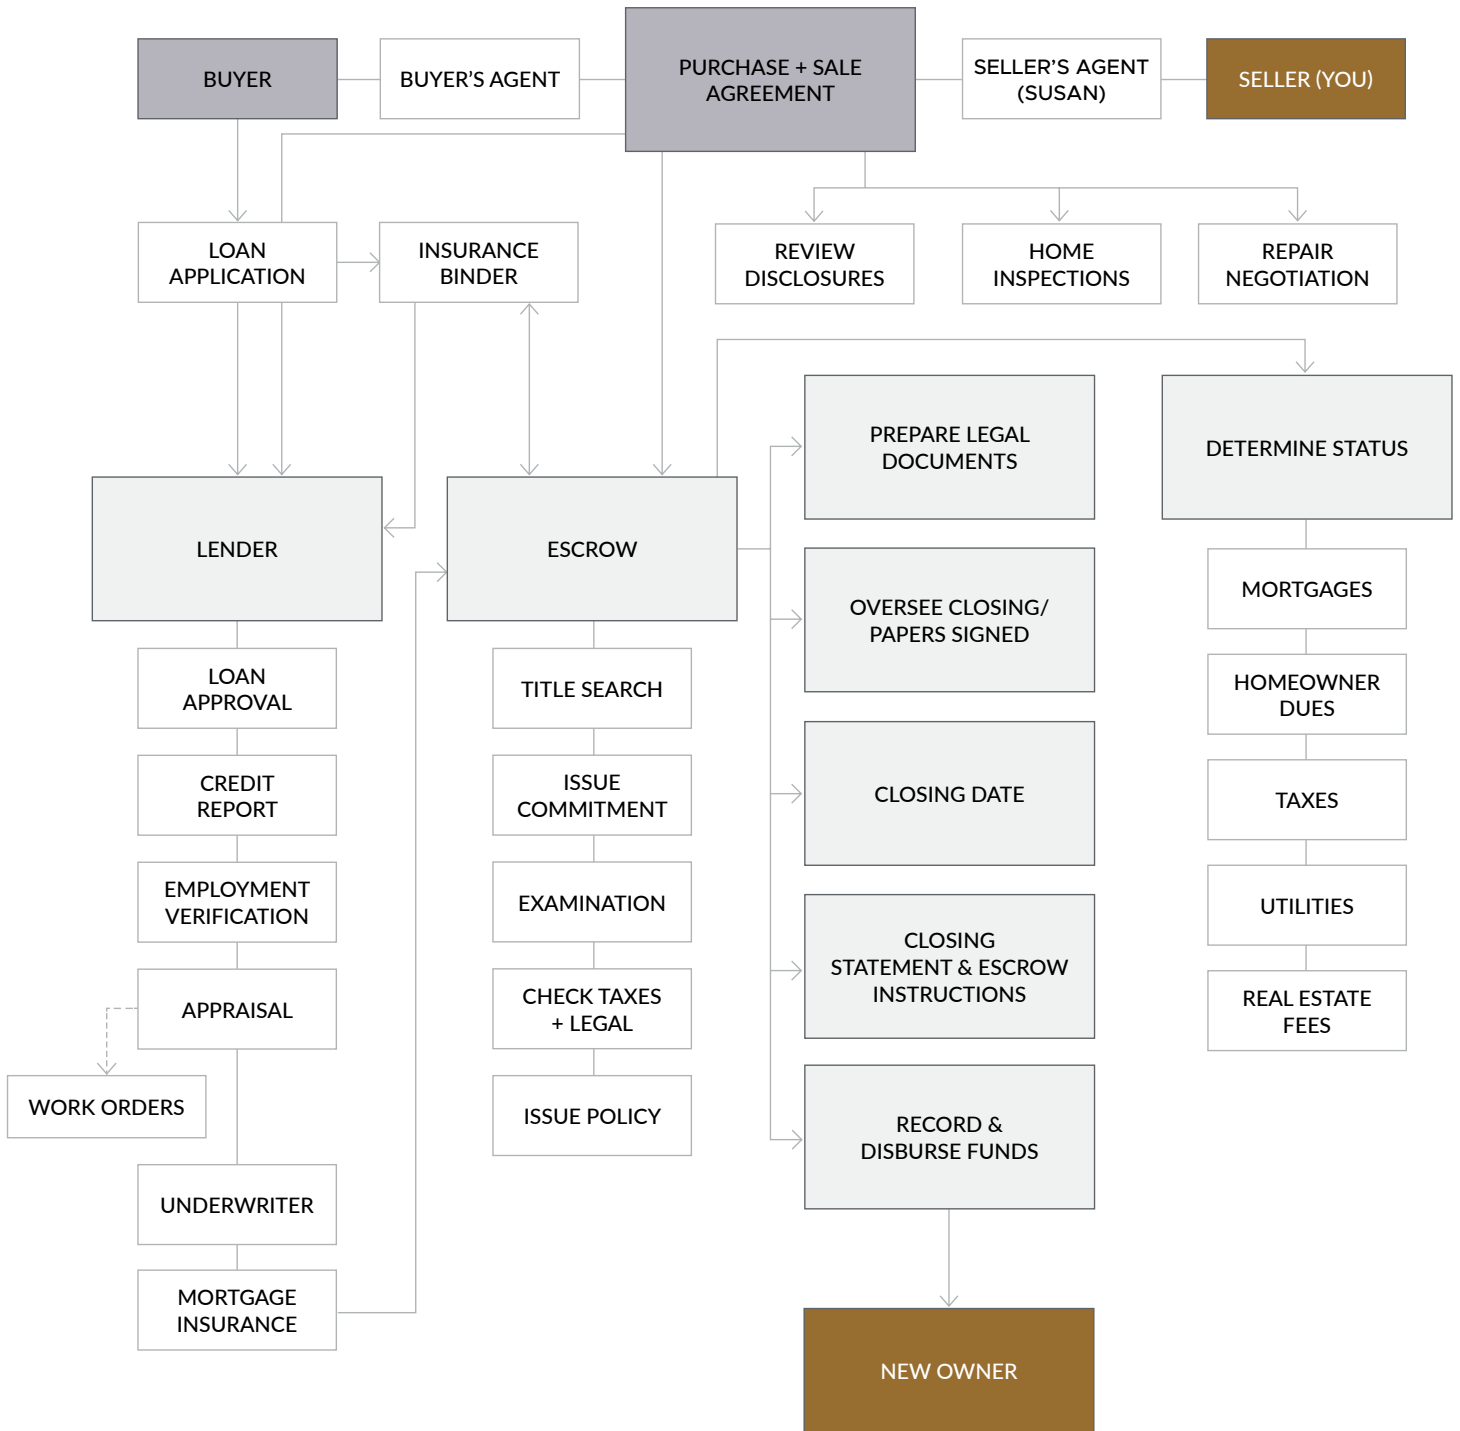 BUYER
BUYER’S AGENT
PURCHASE + SALE
AGREEMENT
SELLER’S AGENT
(SUSAN)
SELLER (YOU)
LOAN
APPLICATION
INSURANCE
BINDER
REVIEW
DISCLOSURES
HOME
INSPECTIONS
REPAIR
NEGOTIATION
LENDER
LOAN
APPROVAL
CREDIT
REPORT
EMPLOYMENT
VERIFICATION
APPRAISAL
WORK ORDERS
UNDERWRITER
MORTGAGE
INSURANCE
ESCROW
TITLE SEARCH
ISSUE
COMMITMENT
EXAMINATION
CHECK TAXES
+ LEGAL
ISSUE POLICY
PREPARE LEGAL
DOCUMENTS
OVERSEE CLOSING/
PAPERS SIGNED
CLOSING DATE
CLOSING
STATEMENT & ESCROW
INSTRUCTIONS
RECORD &
DISBURSE FUNDS
NEW OWNER
DETERMINE STATUS
MORTGAGES
HOMEOWNER
DUES
TAXES
UTILITIES
REAL ESTATE
FEES